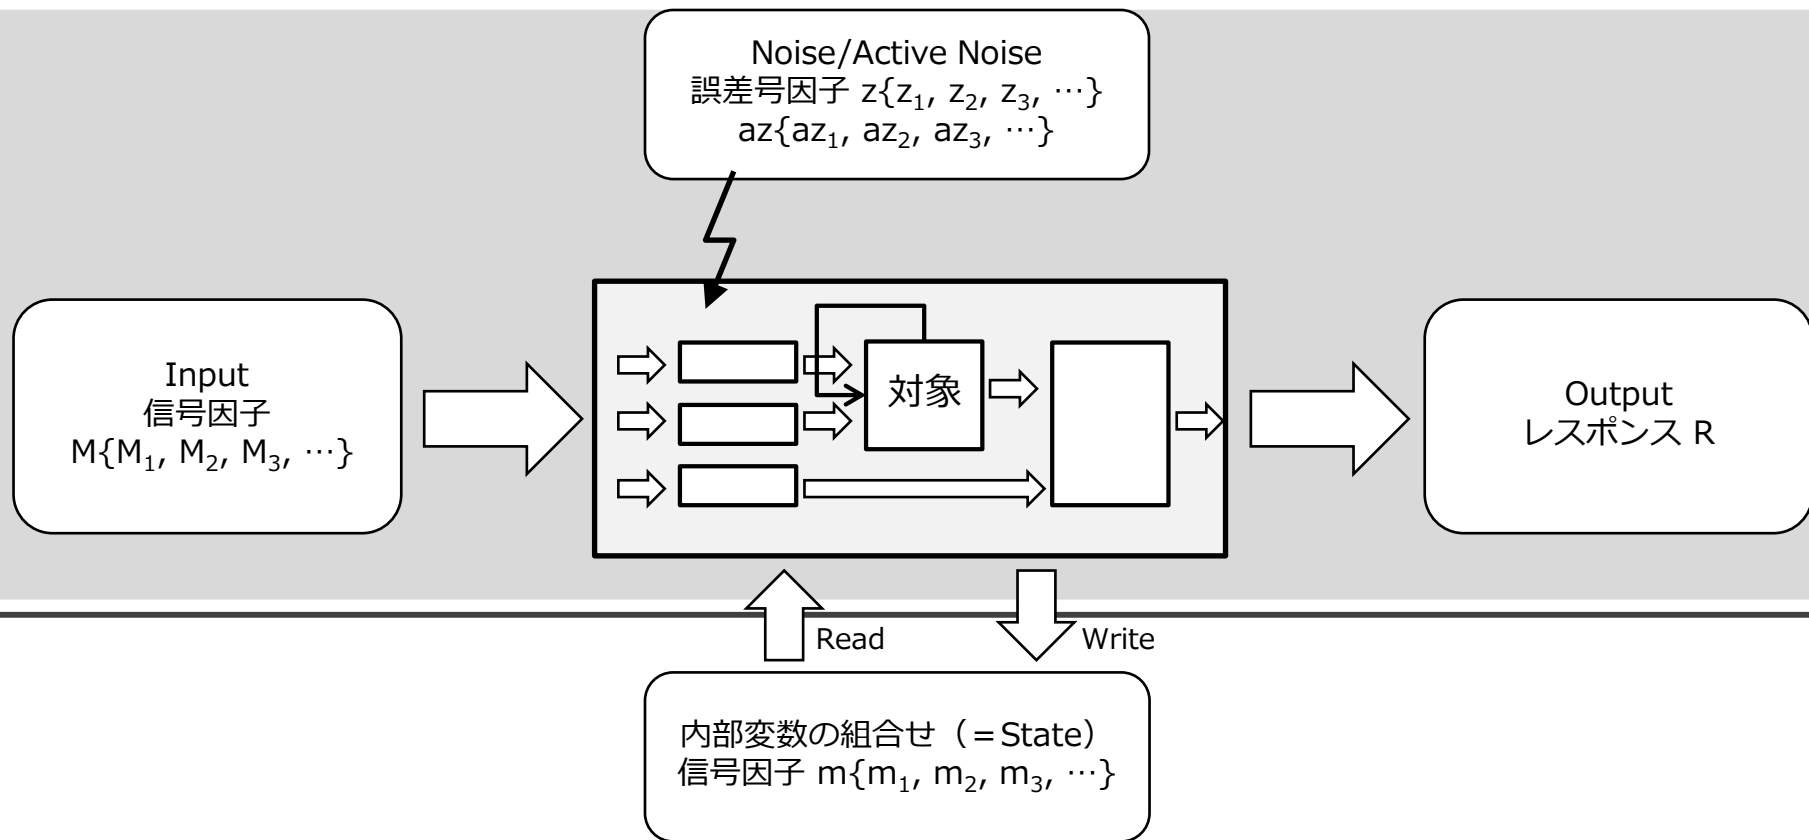 Noise/Active Noise
誤差号因子 z{z₁, z₂, z₃, …}
az{az₁, az₂, az₃, …}
Input
信号因子
M{M₁, M₂, M₃, …}
対象
Output
レスポンス R
Read
Write
内部変数の組合せ（=State）
信号因子 m{m₁, m₂, m₃, …}